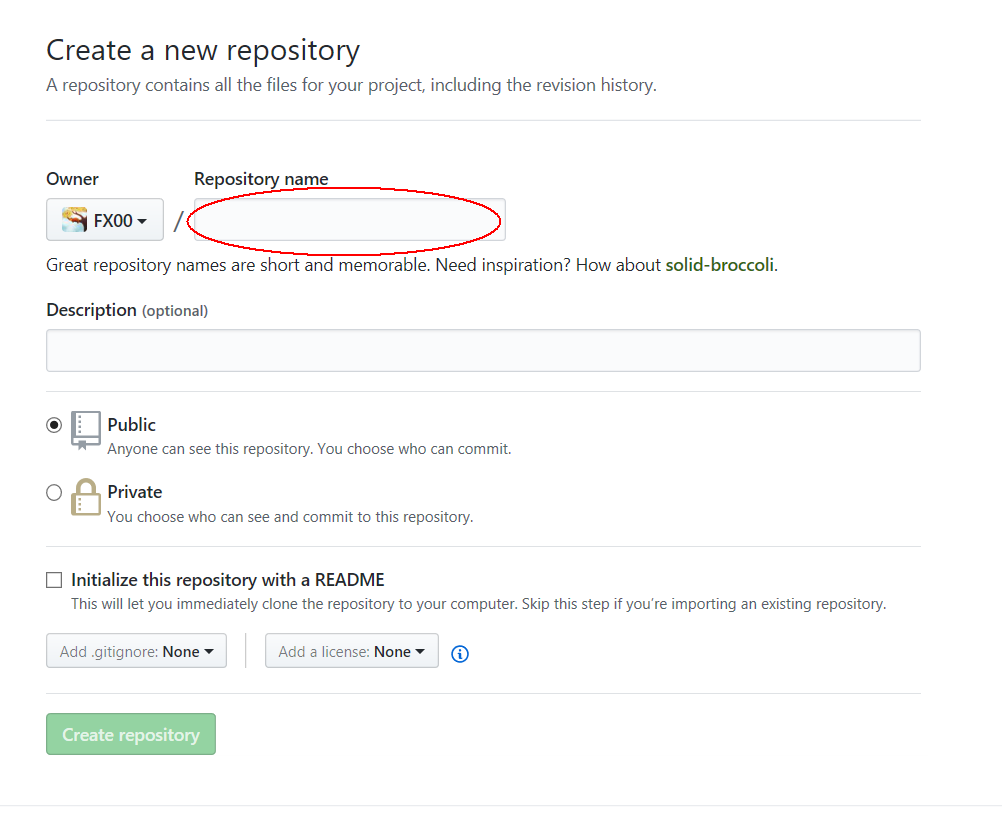 Create a new repository
A repository contains all the files for your project, including the revision history.
Owner
Repository name
FX00 /
Great repository names are short and memorable. Need inspiration? How about solid-broccoli.
Description (optional)
Public
Anyone can see this repository. You choose who can commit.
Private
You choose who can see and commit to this repository.
Initialize this repository with a README
This will let you immediately clone the repository to your computer. Skip this step if you’re importing an existing repository.
Add .gitignore: None
Add a license: None
Create repository